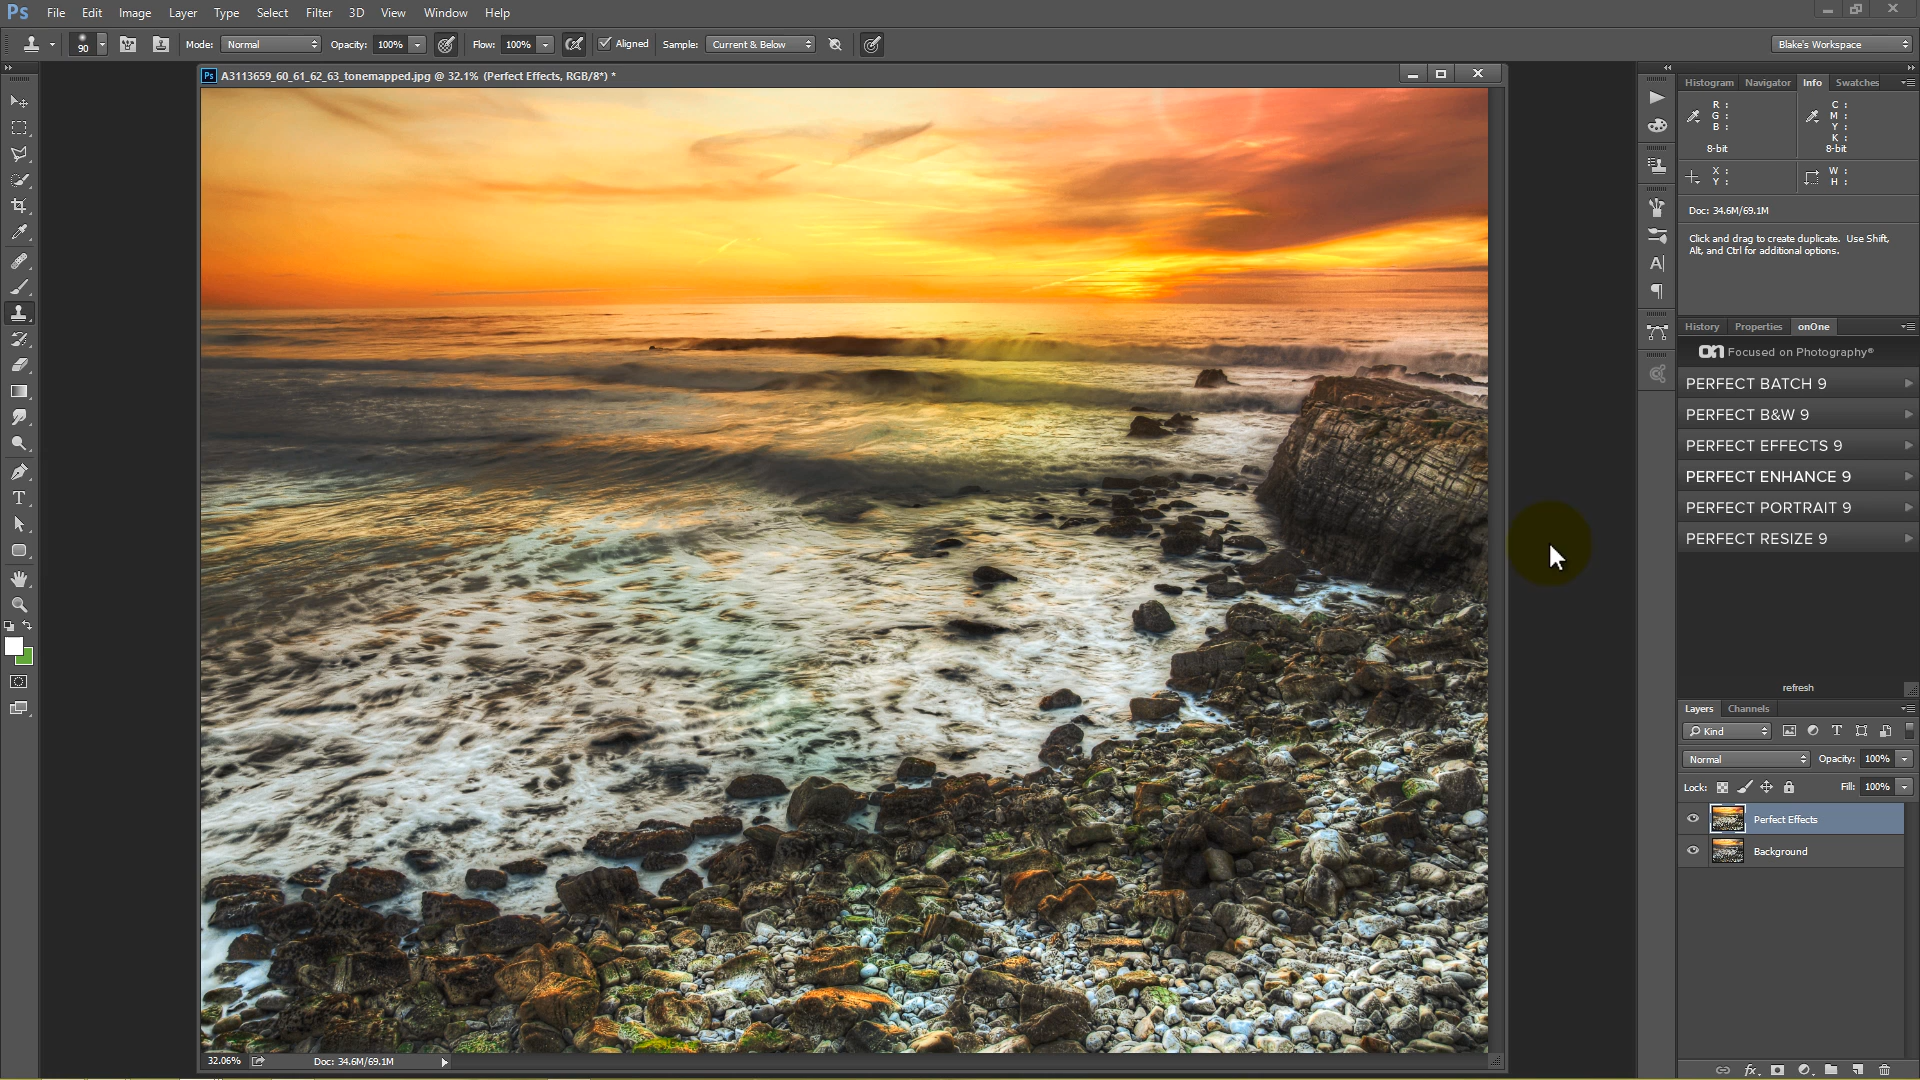 Ps File Edit Image Layer Type Select Filter 3D View Window Help
90 Mode: Normal Opacity: 100% Flow: 100% Aligned Sample: Current & Below Blake's Workspace
Ps A3113659_60_61_62_63_tonemapped.jpg @ 32.1% (Perfect Effects, RGB/8*) *
Histogram Navigator Info Swatches
R : C :
G : M :
B : Y :
K :
8-bit 8-bit
X : W :
Y : H :
Doc: 34.6M/69.1M
Click and drag to create duplicate. Use Shift,
Alt, and Ctrl for additional options.
History Properties onOne
on Focused on Photography®
PERFECT BATCH 9
PERFECT B&W 9
PERFECT EFFECTS 9
PERFECT ENHANCE 9
PERFECT PORTRAIT 9
PERFECT RESIZE 9
refresh
Layers Channels
Kind
Normal Opacity: 100%
Lock: Fill: 100%
Perfect Effects
Background
32.06% Doc: 34.6M/69.1M
fx